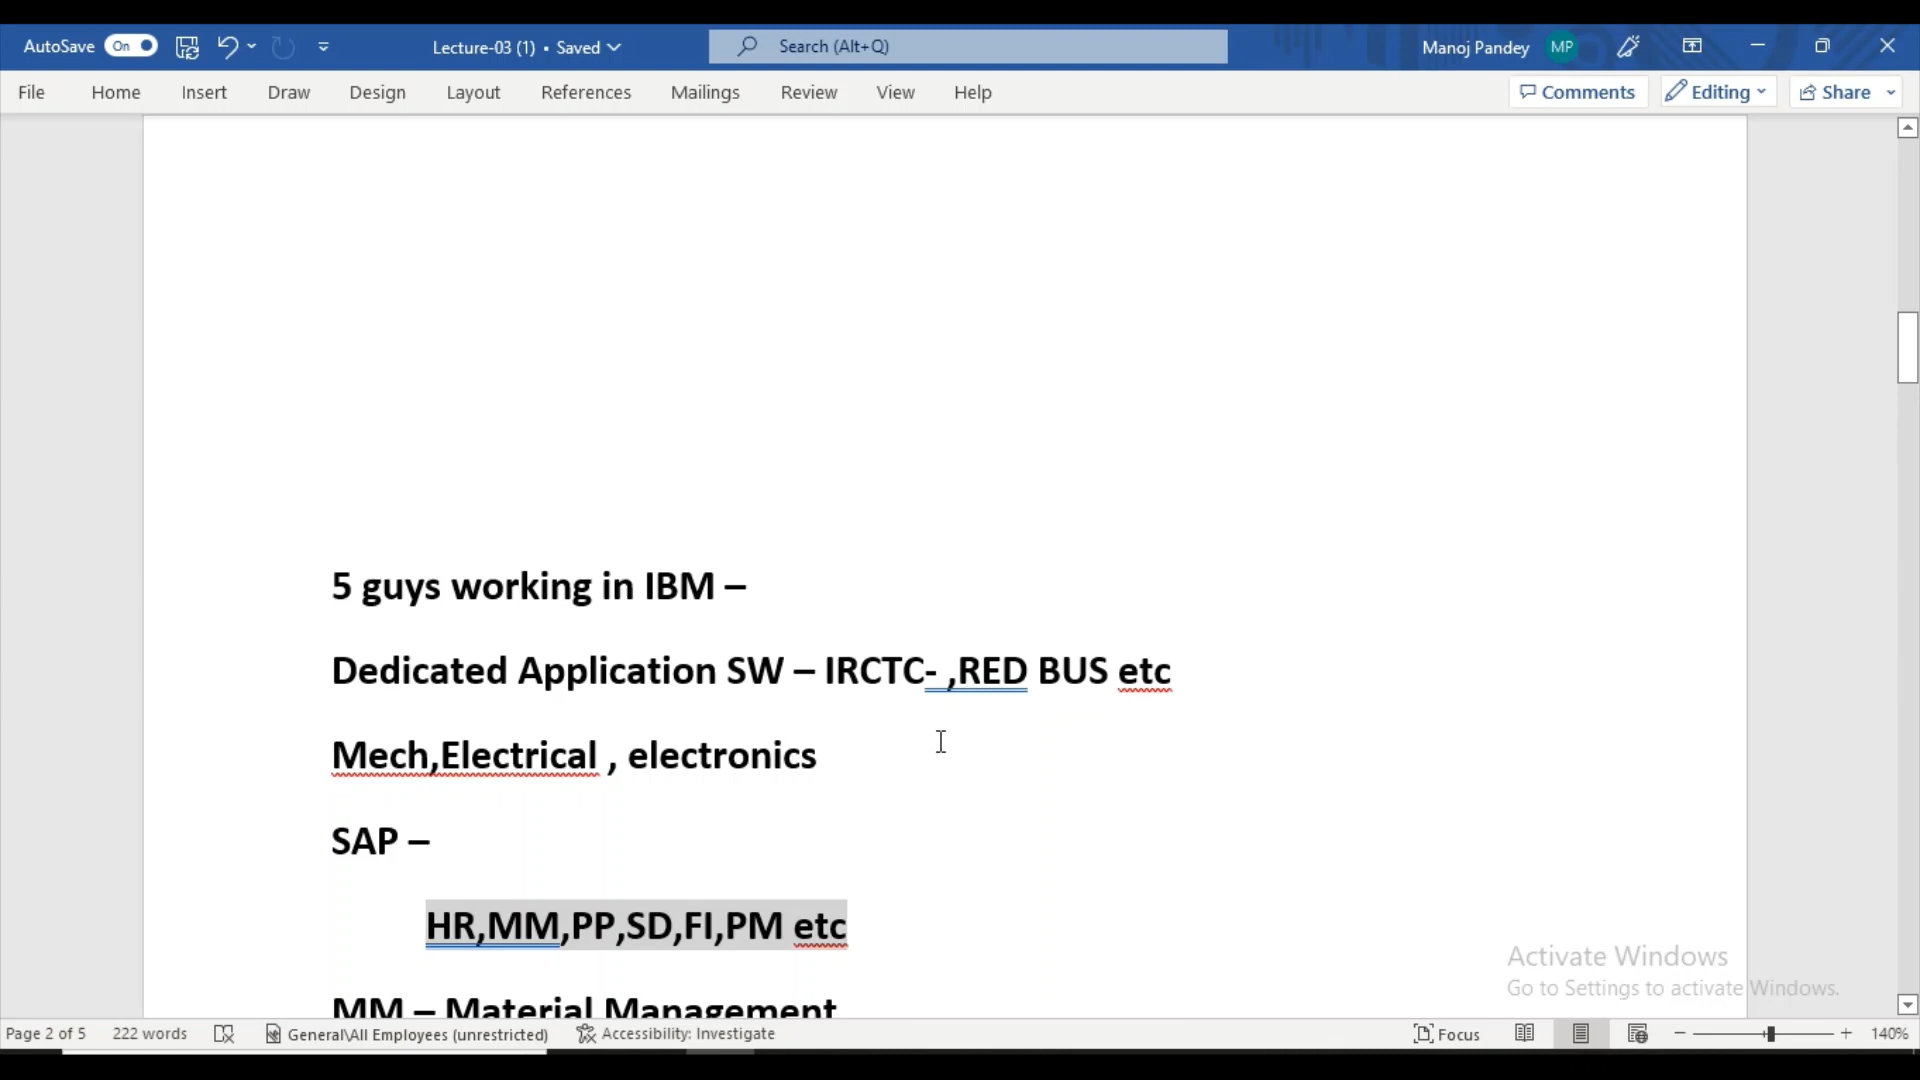 AutoSave On Lecture-03 (1) • Saved Search (Alt+Q) Manoj Pandey MP
File Home Insert Draw Design Layout References Mailings Review View Help Comments Editing Share
5 guys working in IBM –
Dedicated Application SW – IRCTC- ,RED BUS etc
Mech,Electrical , electronics
SAP –
HR,MM,PP,SD,FI,PM etc
MM – Material Management
Activate Windows
Go to Settings to activate Windows.
Page 2 of 5 222 words General\All Employees (unrestricted) Accessibility: Investigate Focus 140%